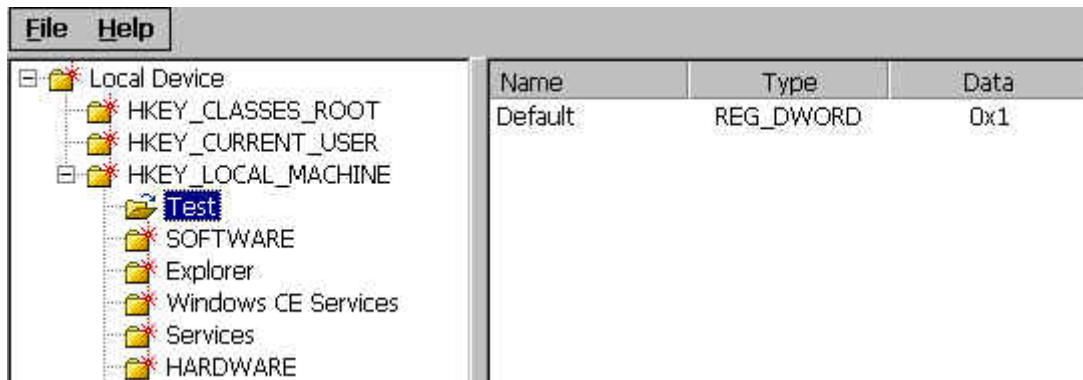 File Help
Local Device
HKEY_CLASSES_ROOT
HKEY_CURRENT_USER
HKEY_LOCAL_MACHINE
Test
SOFTWARE
Explorer
Windows CE Services
Services
HARDWARE
Name Type Data
Default REG_DWORD 0x1